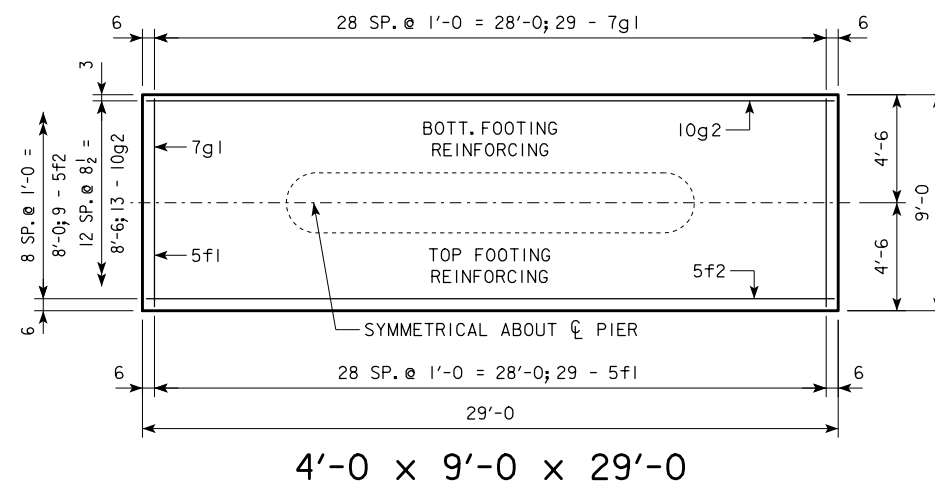 6
28 SP. @ 1'-0 = 28'-0; 29 - 7g1
6
3
BOTT. FOOTING
REINFORCING
10g2
7g1
8 SP. @ 1'-0 =
8'-0; 9 - 5f2
12 SP. @ 8½ =
8'-6; 13 - 10g2
4'-6
9'-0
4'-6
TOP FOOTING
REINFORCING
5f1
5f2
6
SYMMETRICAL ABOUT ℄ PIER
6
28 SP. @ 1'-0 = 28'-0; 29 - 5f1
6
29'-0
4'-0 x 9'-0 x 29'-0